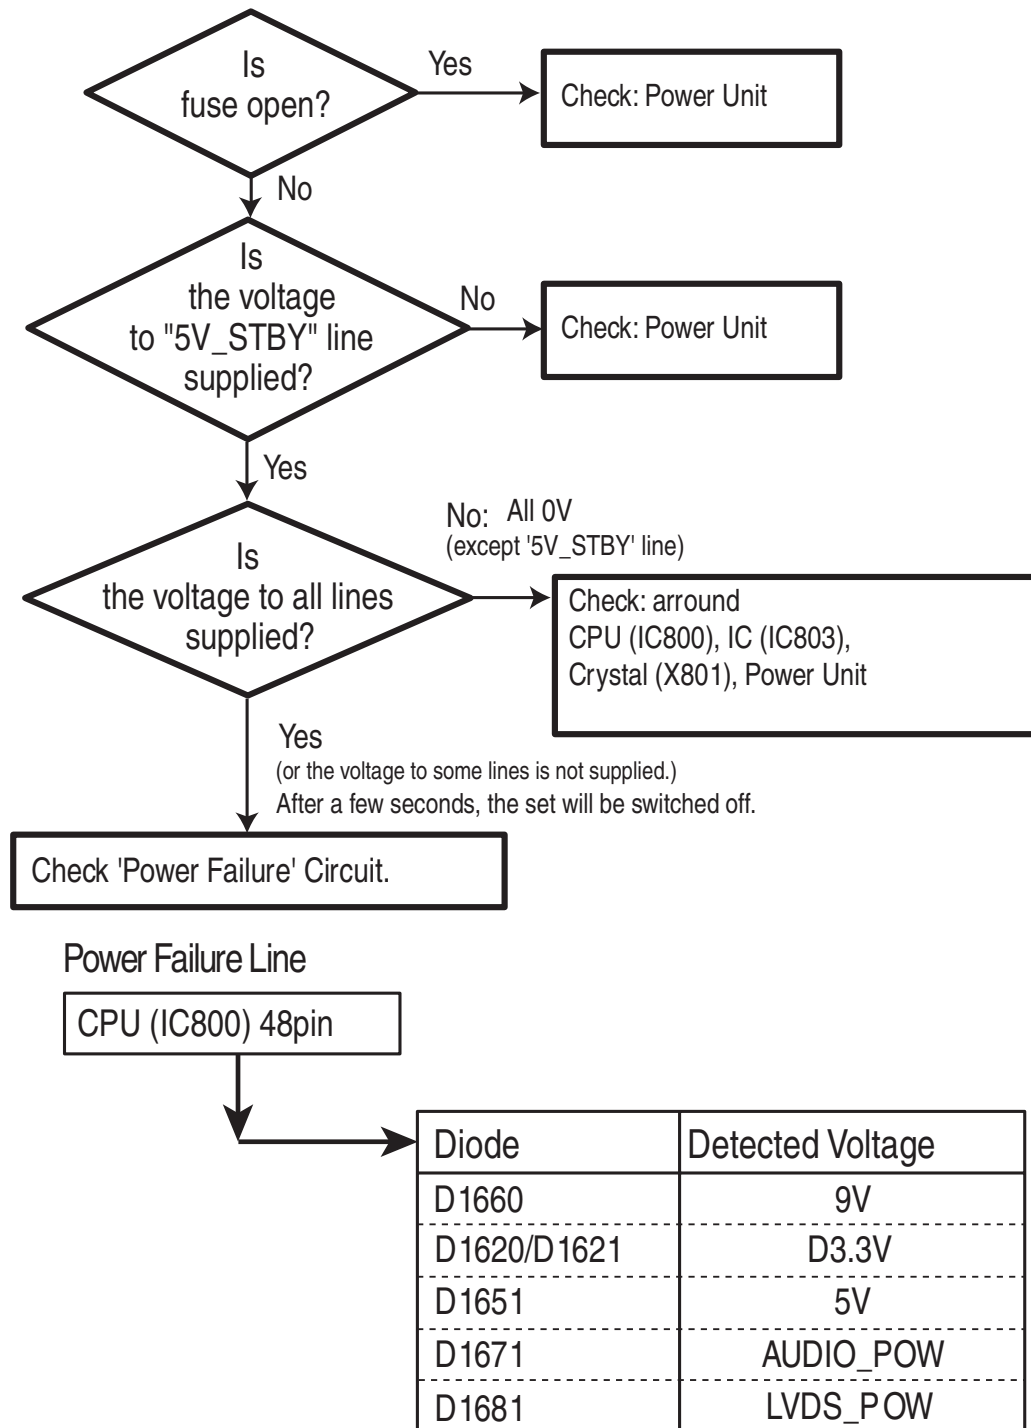 Is
fuse open?
Yes
Check: Power Unit
No
Is
the voltage
to "5V_STBY" line
supplied?
No
Check: Power Unit
Yes
No: All 0V
(except '5V_STBY' line)
Is
the voltage to all lines
supplied?
Check: arround
CPU (IC800), IC (IC803),
Crystal (X801), Power Unit
Yes
(or the voltage to some lines is not supplied.)
After a few seconds, the set will be switched off.
Check 'Power Failure' Circuit.
Power Failure Line
CPU (IC800) 48pin
Diode Detected Voltage
D1660 9V
D1620/D1621 D3.3V
D1651 5V
D1671 AUDIO_POW
D1681 LVDS_POW